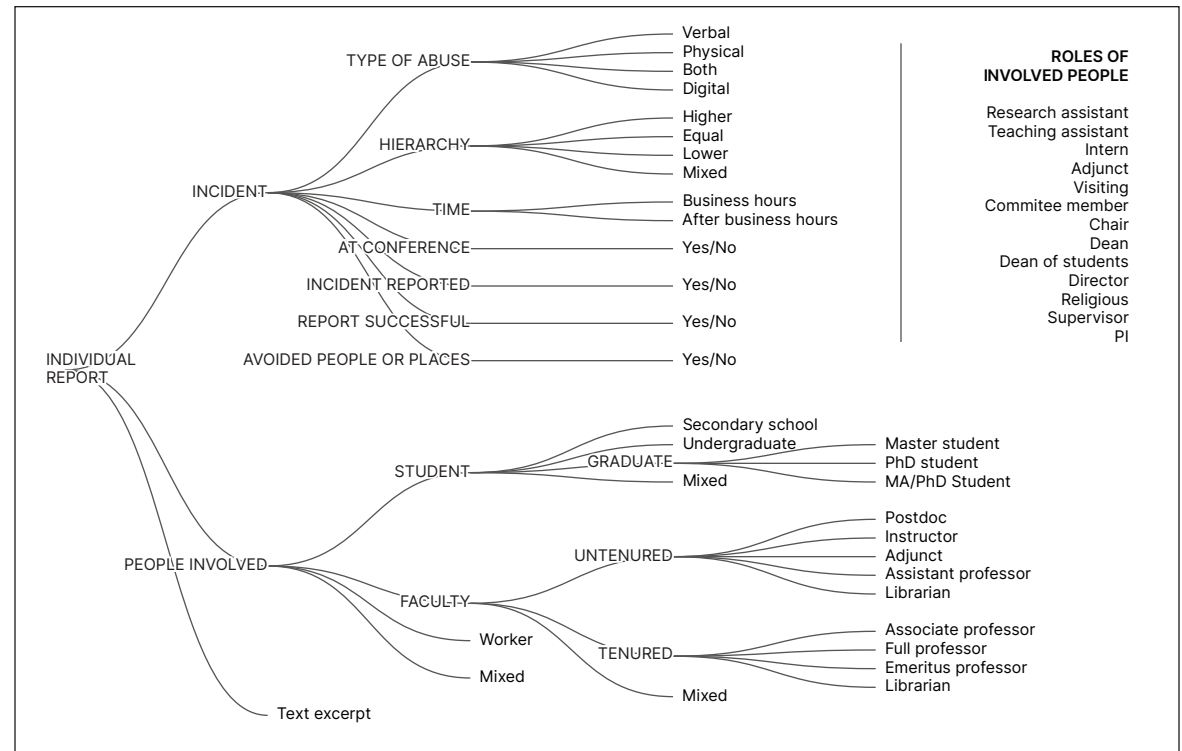 TYPE OF ABUSE
Verbal
Physical
Both
Digital
HIERARCHY
Higher
Equal
Lower
Mixed
INCIDENT
TIME
Business hours
After business hours
AT CONFERENCE
Yes/No
INCIDENT REPORTED
Yes/No
REPORT SUCCESSFUL
Yes/No
AVOIDED PEOPLE OR PLACES
Yes/No
ROLES OF
INVOLVED PEOPLE
Research assistant
Teaching assistant
Intern
Adjunct
Visiting
Commitee member
Chair
Dean
Dean of students
Director
Religious
Supervisor
PI
INDIVIDUAL
REPORT
STUDENT
Secondary school
Undergraduate
GRADUATE
Master student
PhD student
MA/PhD Student
Mixed
PEOPLE INVOLVED
FACULTY
UNTENURED
Postdoc
Instructor
Adjunct
Assistant professor
Librarian
TENURED
Associate professor
Full professor
Emeritus professor
Librarian
Mixed
Worker
Mixed
Text excerpt